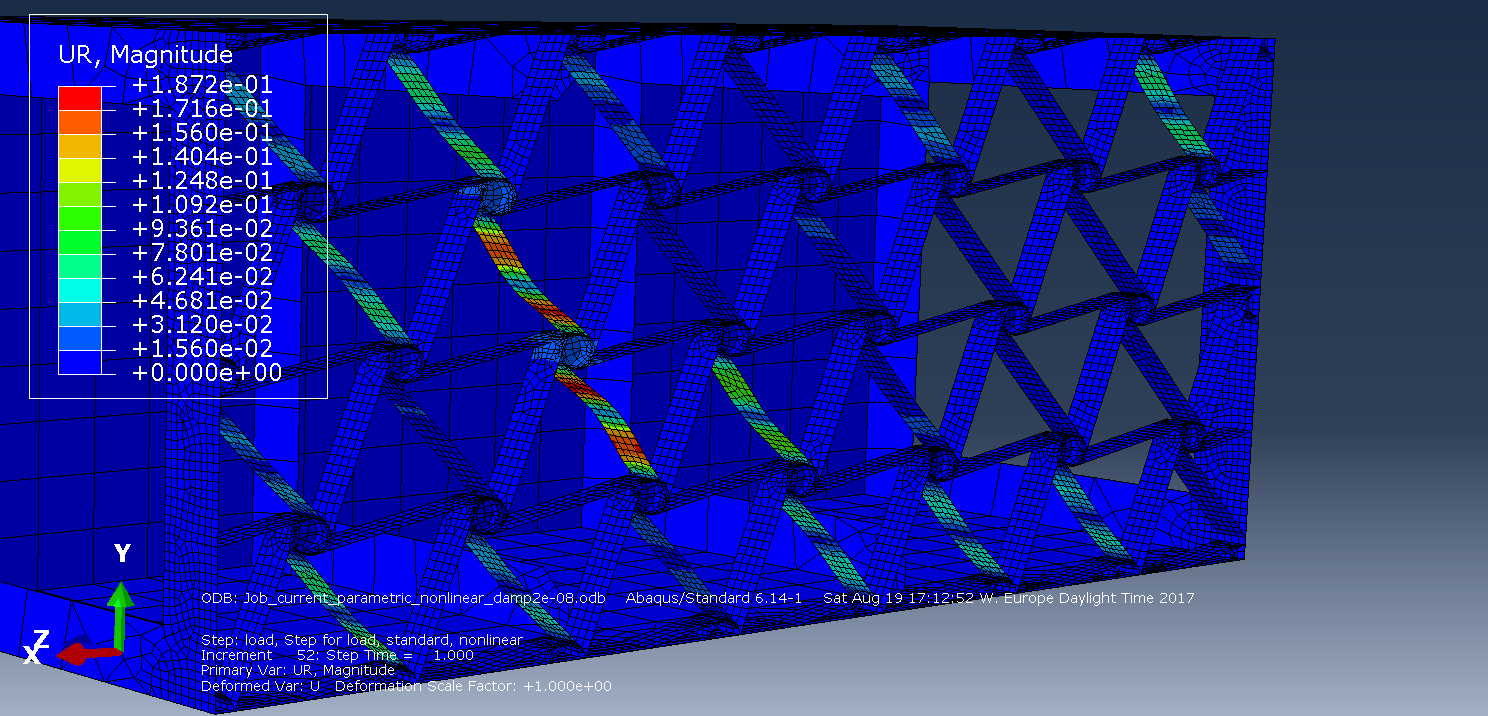 UR, Magnitude
+1.872e-01
+1.716e-01
+1.560e-01
+1.404e-01
+1.248e-01
+1.092e-01
+9.361e-02
+7.801e-02
+6.241e-02
+4.681e-02
+3.120e-02
+1.560e-02
+0.000e+00
Y
Z
X
ODB: Job_current_parametric_nonlinear_damp2e-08.odb Abaqus/Standard 6.14-1 Sat Aug 19 17:12:52 W. Europe Daylight Time 2017
Step: load, Step for load, standard, nonlinear
Increment 52: Step Time = 1.000
Primary Var: UR, Magnitude
Deformed Var: U Deformation Scale Factor: +1.000e+00